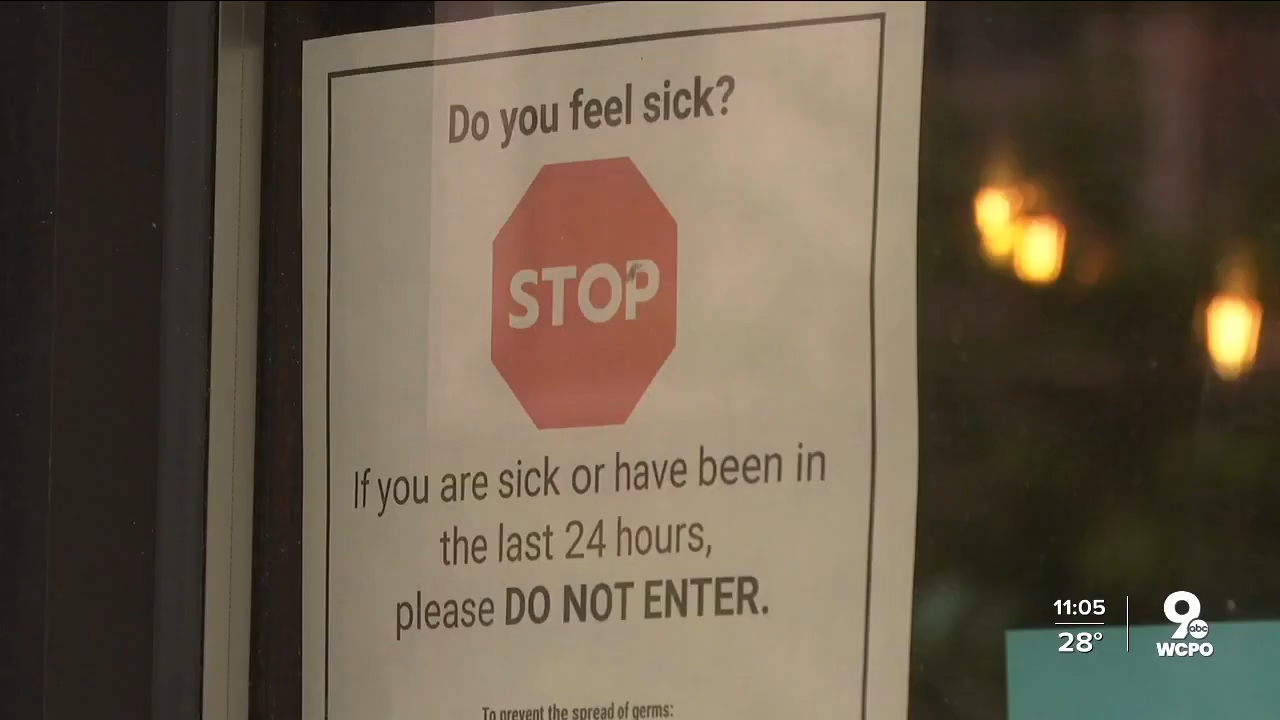 Do you feel sick?
STOP
If you are sick or have been in
the last 24 hours,
please DO NOT ENTER.
To prevent the spread of germs:
11:05
28°
9
abc
WCPO